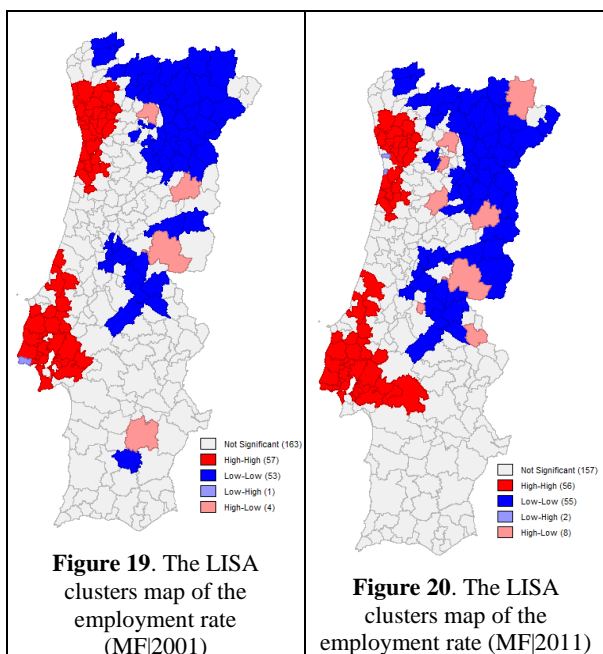 Not Significant (163)
High-High (57)
Low-Low (53)
Low-High (1)
High-Low (4)
Figure 19. The LISA
clusters map of the
employment rate
(MF|2001)
Not Significant (157)
High-High (56)
Low-Low (55)
Low-High (2)
High-Low (8)
Figure 20. The LISA
clusters map of the
employment rate (MF|2011)